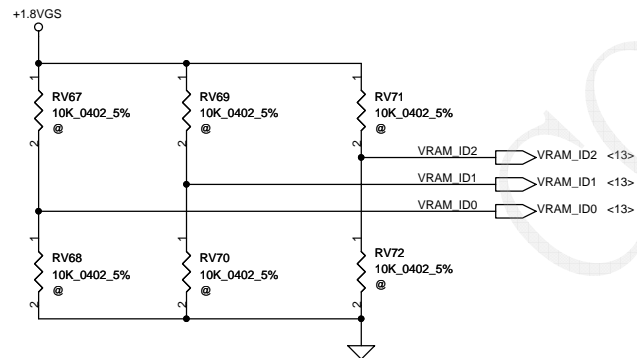 +1.8VGS
1
RV67
10K_0402_5%
@
2
1
RV69
10K_0402_5%
@
2
1
RV71
10K_0402_5%
@
2
VRAM_ID2 VRAM_ID2 <13>
VRAM_ID1 VRAM_ID1 <13>
VRAM_ID0 VRAM_ID0 <13>
1
RV68
10K_0402_5%
@
2
1
RV70
10K_0402_5%
@
2
1
RV72
10K_0402_5%
@
2